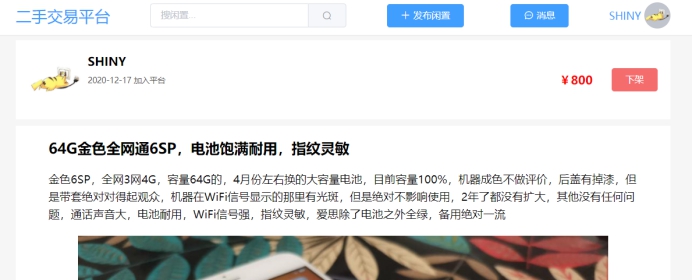 二手交易平台
搜闲置...
+ 发布闲置
消息
SHINY
SHINY
2020-12-17 加入平台
￥800
下架
64G金色全网通6SP，电池饱满耐用，指纹灵敏
金色6SP，全网3网4G，容量64G的，4月份左右换的大容量电池，目前容量100%，机器成色不做评价，后盖有掉漆，但
是带套绝对对得起观众，机器在WiFi信号显示的那里有光斑，但是绝对不影响使用，2年了都没有扩大，其他没有任何问
题，通话声音大，电池耐用，WiFi信号强，指纹灵敏，爱思除了电池之外全绿，备用绝对一流